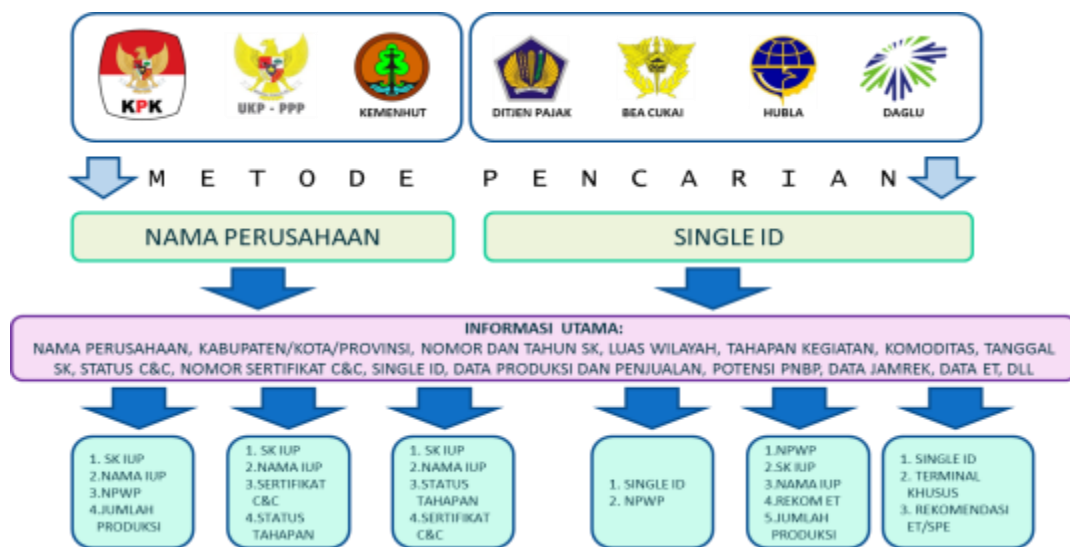 KPK
UKP - PPP
KEMENHUT
DITJEN PAJAK
BEA CUKAI
HUBLA
DAGLU
METODE PENCARIAN
NAMA PERUSAHAAN
SINGLE ID
INFORMASI UTAMA:
NAMA PERUSAHAAN, KABUPATEN/KOTA/PROVINSI, NOMOR DAN TAHUN SK, LUAS WILAYAH, TAHAPAN KEGIATAN, KOMODITAS, TANGGAL
SK, STATUS C&C, NOMOR SERTIFIKAT C&C, SINGLE ID, DATA PRODUKSI DAN PENJUALAN, POTENSI PNBP, DATA JAMREK, DATA ET, DLL
1. SK IUP
2.NAMA IUP
3.NPWP
4.JUMLAH
PRODUKSI
1. SK IUP
2.NAMA IUP
3.SERTIFIKAT
C&C
4.STATUS
TAHAPAN
1. SK IUP
2.NAMA IUP
3.STATUS
TAHAPAN
4.SERTIFIKAT
C&C
1. SINGLE ID
2. NPWP
1.NPWP
2.SK IUP
3.NAMA IUP
4.REKOM ET
5.JUMLAH
PRODUKSI
1. SINGLE ID
2. TERMINAL
KHUSUS
3. REKOMENDASI
ET/SPE